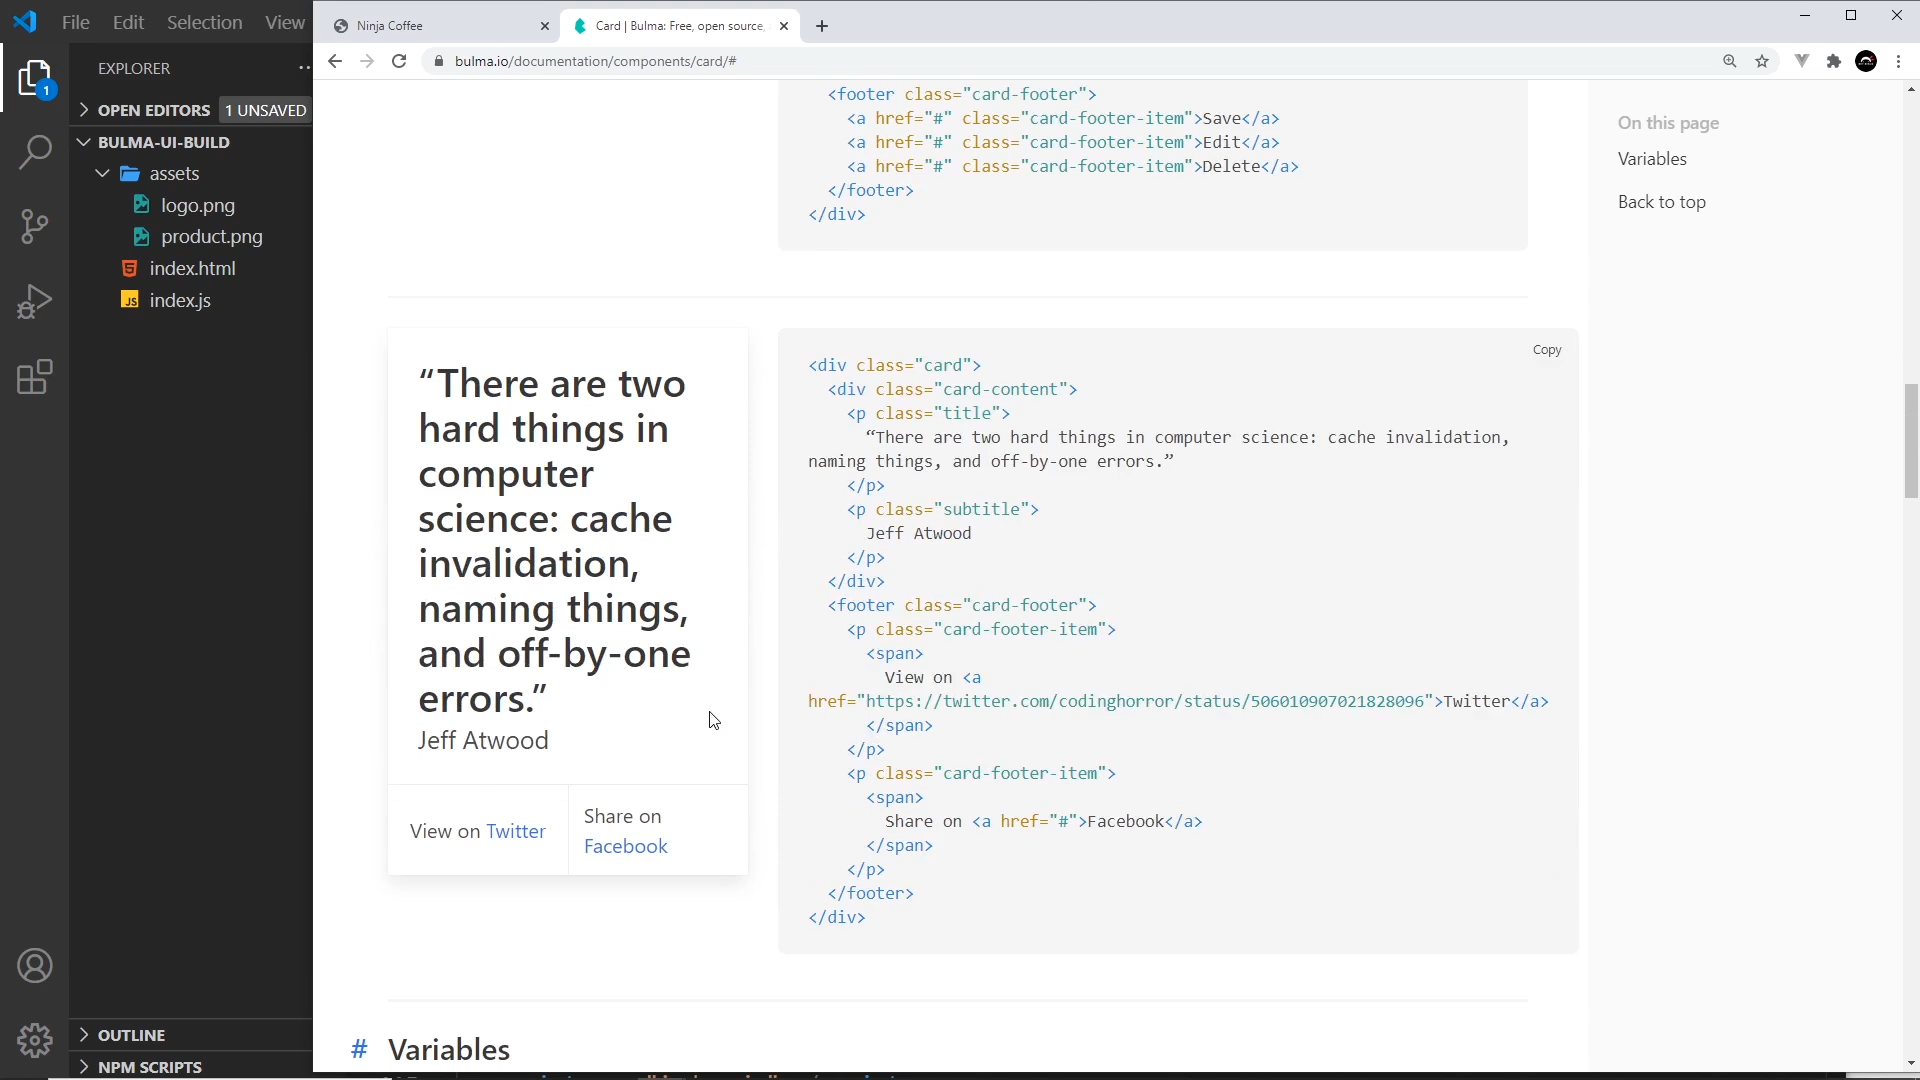 File Edit Selection View
Ninja Coffee
Card | Bulma: Free, open source,
bulma.io/documentation/components/card/#
EXPLORER
1
OPEN EDITORS 1 UNSAVED
BULMA-UI-BUILD
assets
logo.png
product.png
index.html
JS index.js
OUTLINE
NPM SCRIPTS
<footer class="card-footer">
<a href="#" class="card-footer-item">Save</a>
<a href="#" class="card-footer-item">Edit</a>
<a href="#" class="card-footer-item">Delete</a>
</footer>
</div>
On this page
Variables
Back to top
“There are two
hard things in
computer
science: cache
invalidation,
naming things,
and off-by-one
errors.”
Jeff Atwood
View on Twitter
Share on
Facebook
Copy
<div class="card">
<div class="card-content">
<p class="title">
“There are two hard things in computer science: cache invalidation,
naming things, and off-by-one errors.”
</p>
<p class="subtitle">
Jeff Atwood
</p>
</div>
<footer class="card-footer">
<p class="card-footer-item">
<span>
View on <a
href="https://twitter.com/codinghorror/status/506010907021828096">Twitter</a>
</span>
</p>
<p class="card-footer-item">
<span>
Share on <a href="#">Facebook</a>
</span>
</p>
</footer>
</div>
# Variables